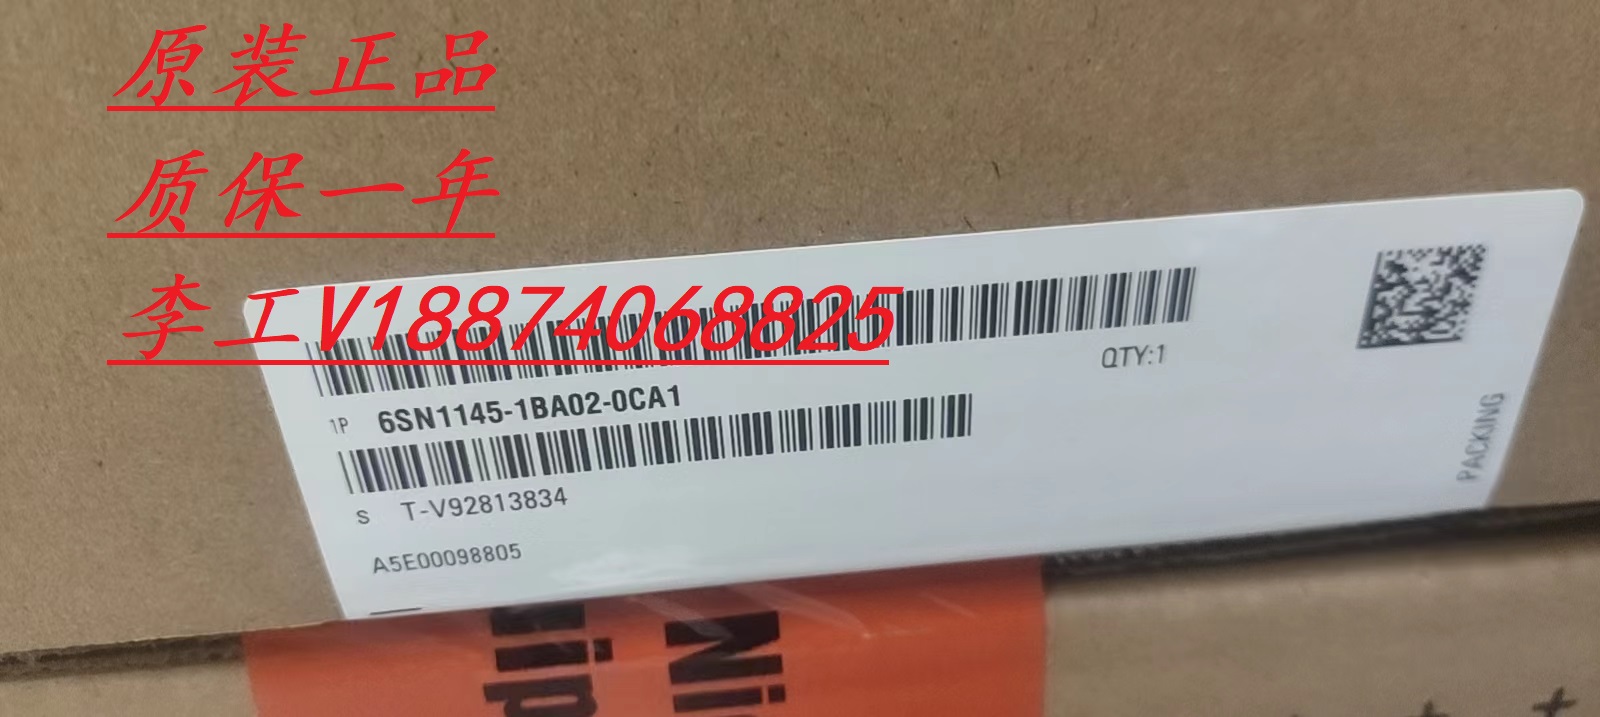 原装正品
质保一年
李工V18874068825
QTY:1
1P 6SN1145-1BA02-0CA1
S T-V92813834
A5E00098805
PACKING